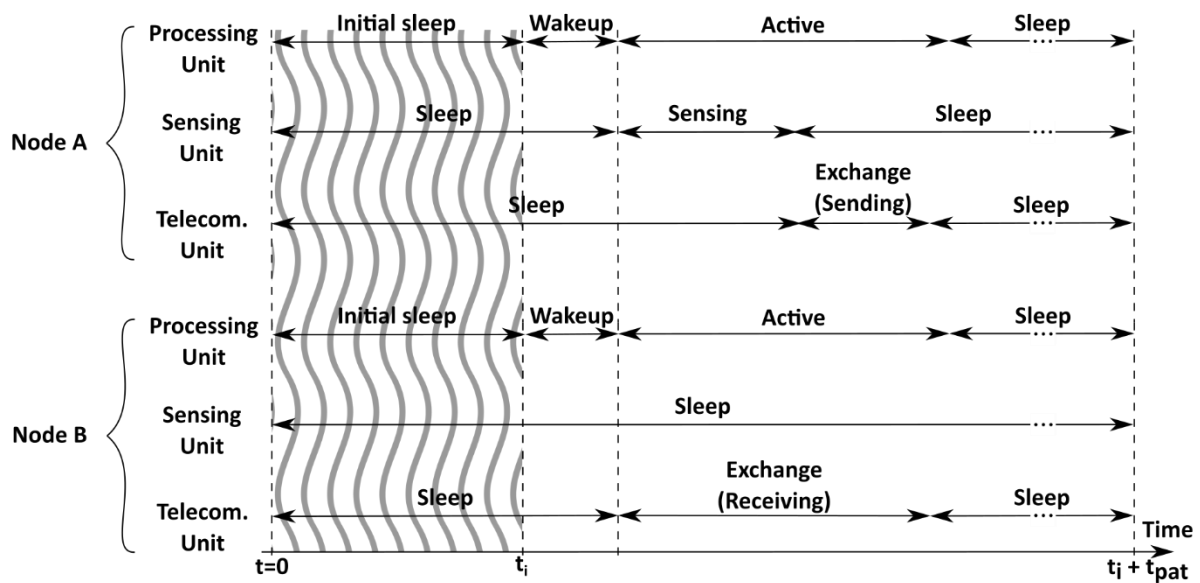 Initial sleep Wakeup Active Sleep
Processing
Unit
...
Sleep Sensing Sleep
Sensing
Unit
...
Node A
Exchange
(Sending)
Telecom.
Unit
Sleep Sleep
...
Initial sleep Wakeup Active Sleep
Processing
Unit
...
Sleep
Sensing
Unit
...
Node B
Exchange
(Receiving)
Telecom.
Unit
Sleep Sleep
...
Time
t=0 ti ti + tpat